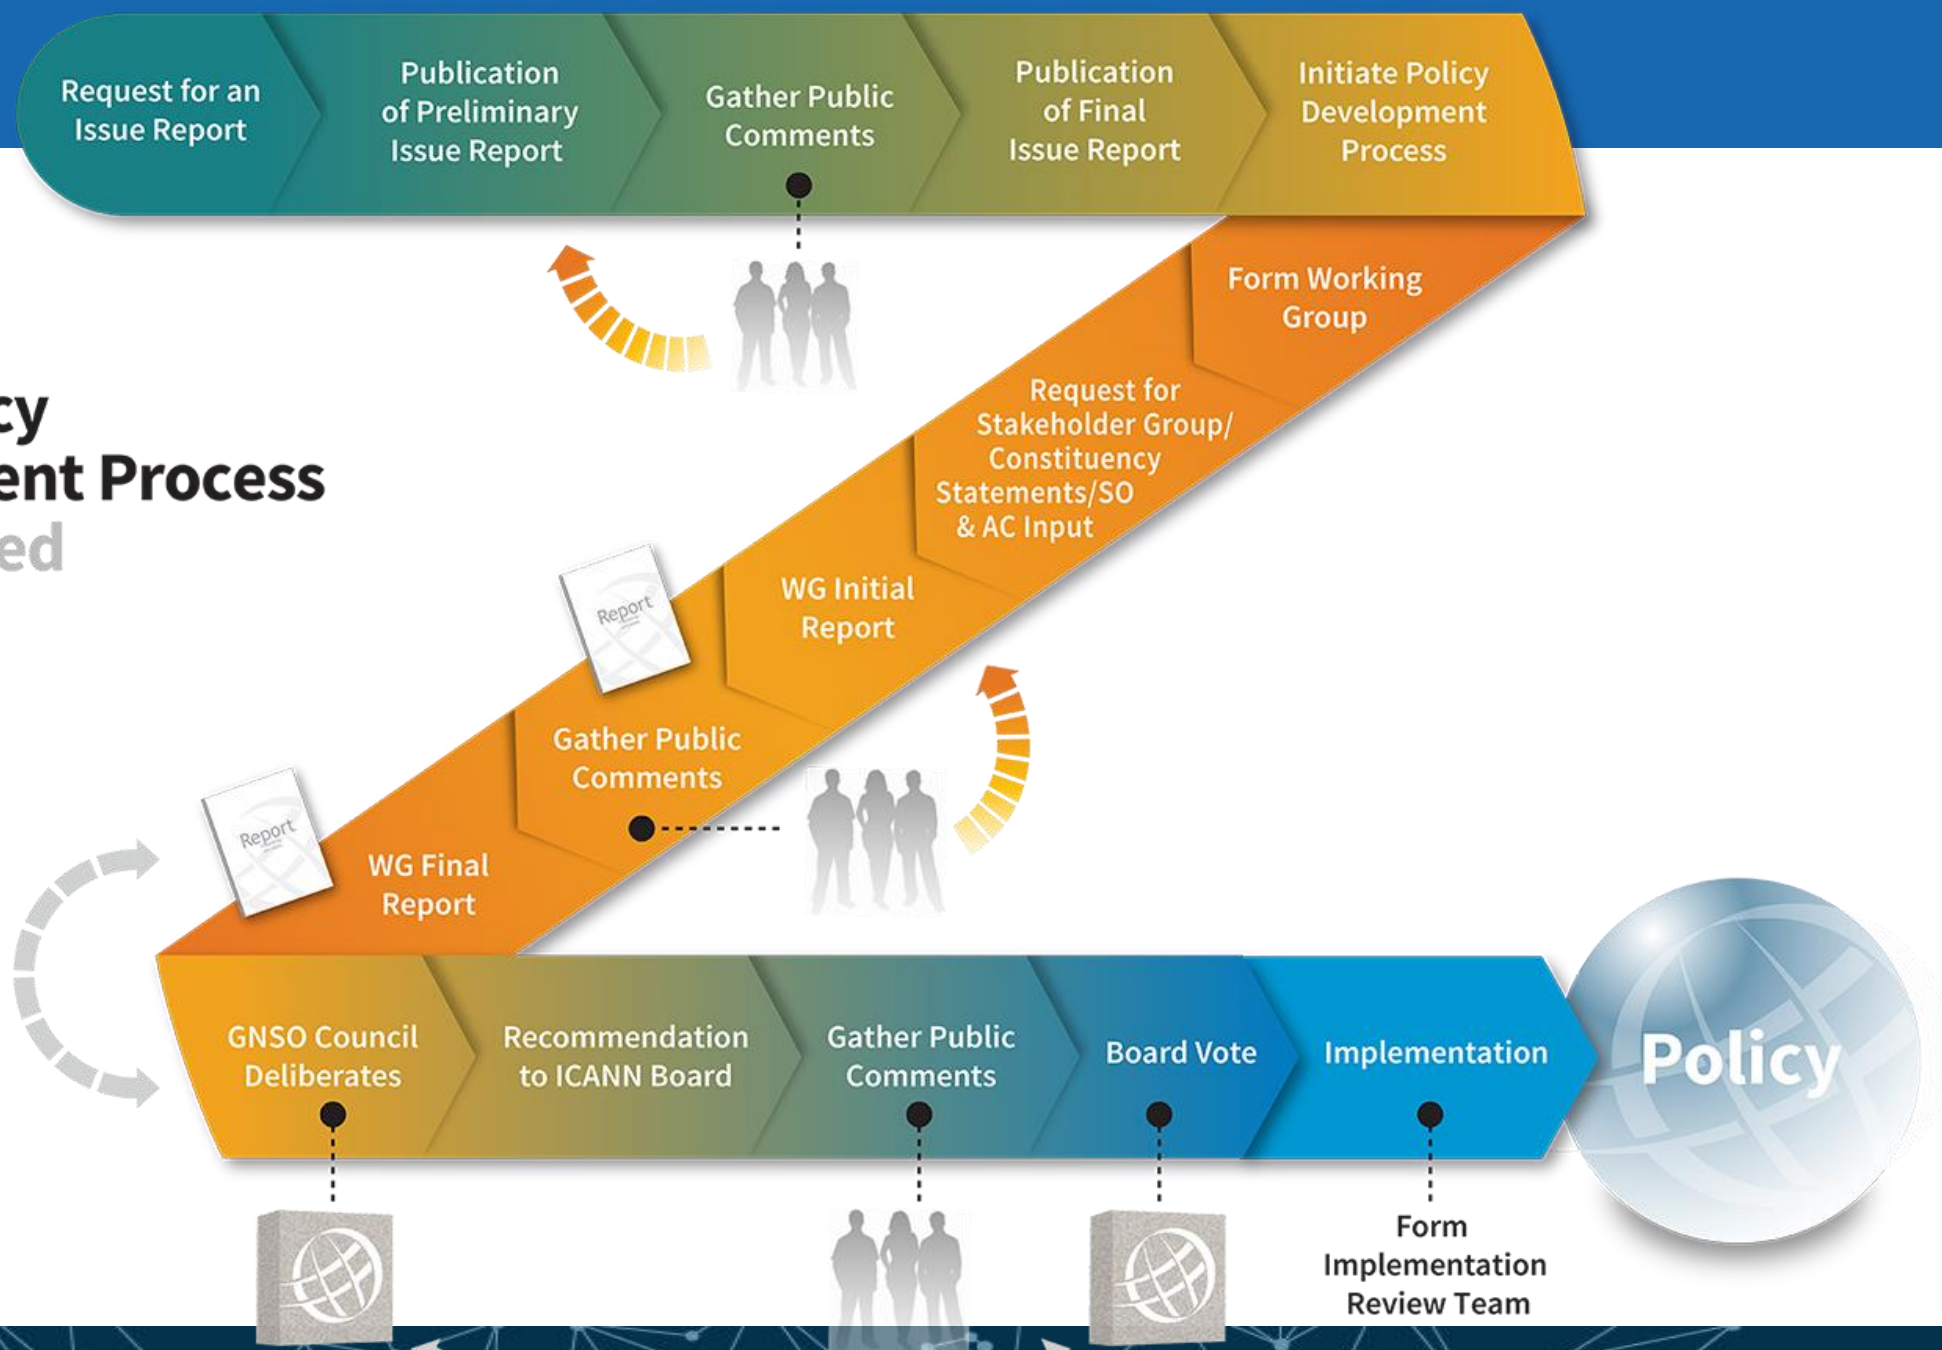 Request for an
Issue Report
Publication
of Preliminary
Issue Report
Gather Public
Comments
Publication
of Final
Issue Report
Initiate Policy
Development
Process
Form Working
Group
Request for
Stakeholder Group/
Constituency
Statements/SO
& AC Input
cy
ent Process
ed
WG Initial
Report
Report
Gather Public
Comments
Report
WG Final
Report
GNSO Council
Deliberates
Recommendation
to ICANN Board
Gather Public
Comments
Board Vote
Implementation
Policy
Form
Implementation
Review Team